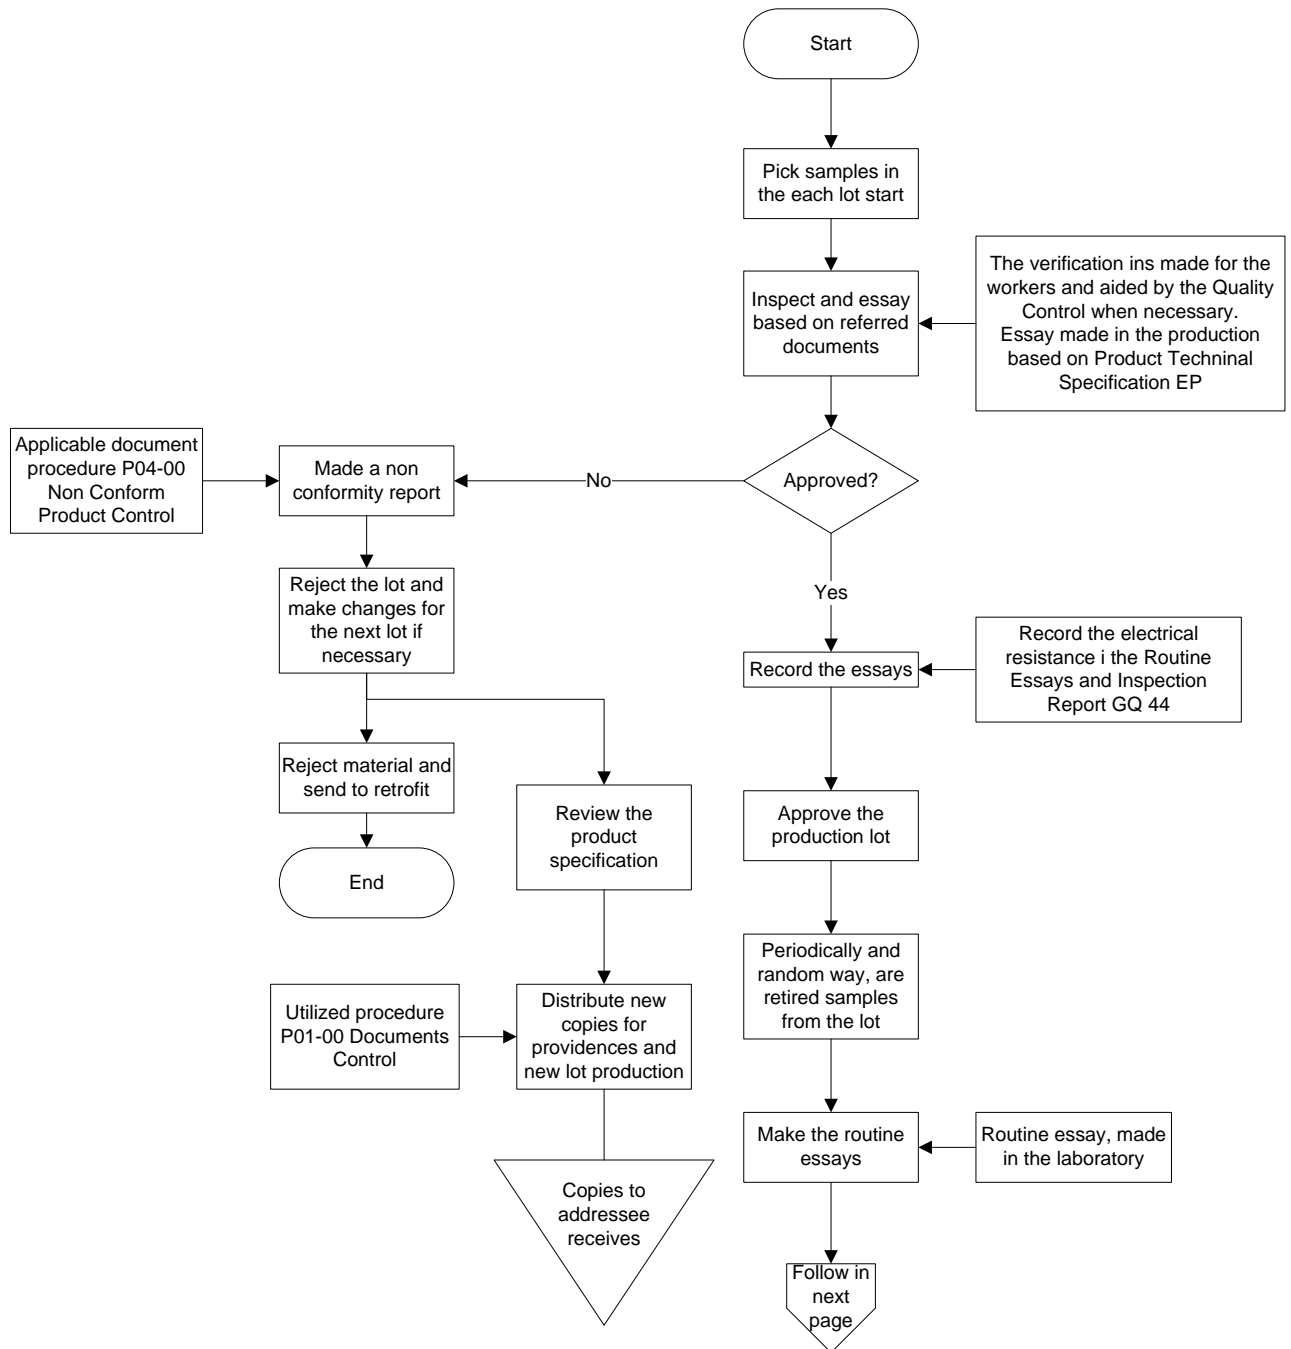 Start
Pick samples in
the each lot start
Inspect and essay
based on referred
documents
The verification ins made for the
workers and aided by the Quality
Control when necessary.
Essay made in the production
based on Product Techninal
Specification EP
Approved?
No
Made a non
conformity report
Applicable document
procedure P04-00
Non Conform
Product Control
Reject the lot and
make changes for
the next lot if
necessary
Yes
Record the essays
Record the electrical
resistance i the Routine
Essays and Inspection
Report GQ 44
Reject material and
send to retrofit
Review the
product
specification
Approve the
production lot
End
Periodically and
random way, are
retired samples
from the lot
Utilized procedure
P01-00 Documents
Control
Distribute new
copies for
providences and
new lot production
Make the routine
essays
Routine essay, made
in the laboratory
Copies to
addressee
receives
Follow in
next
page